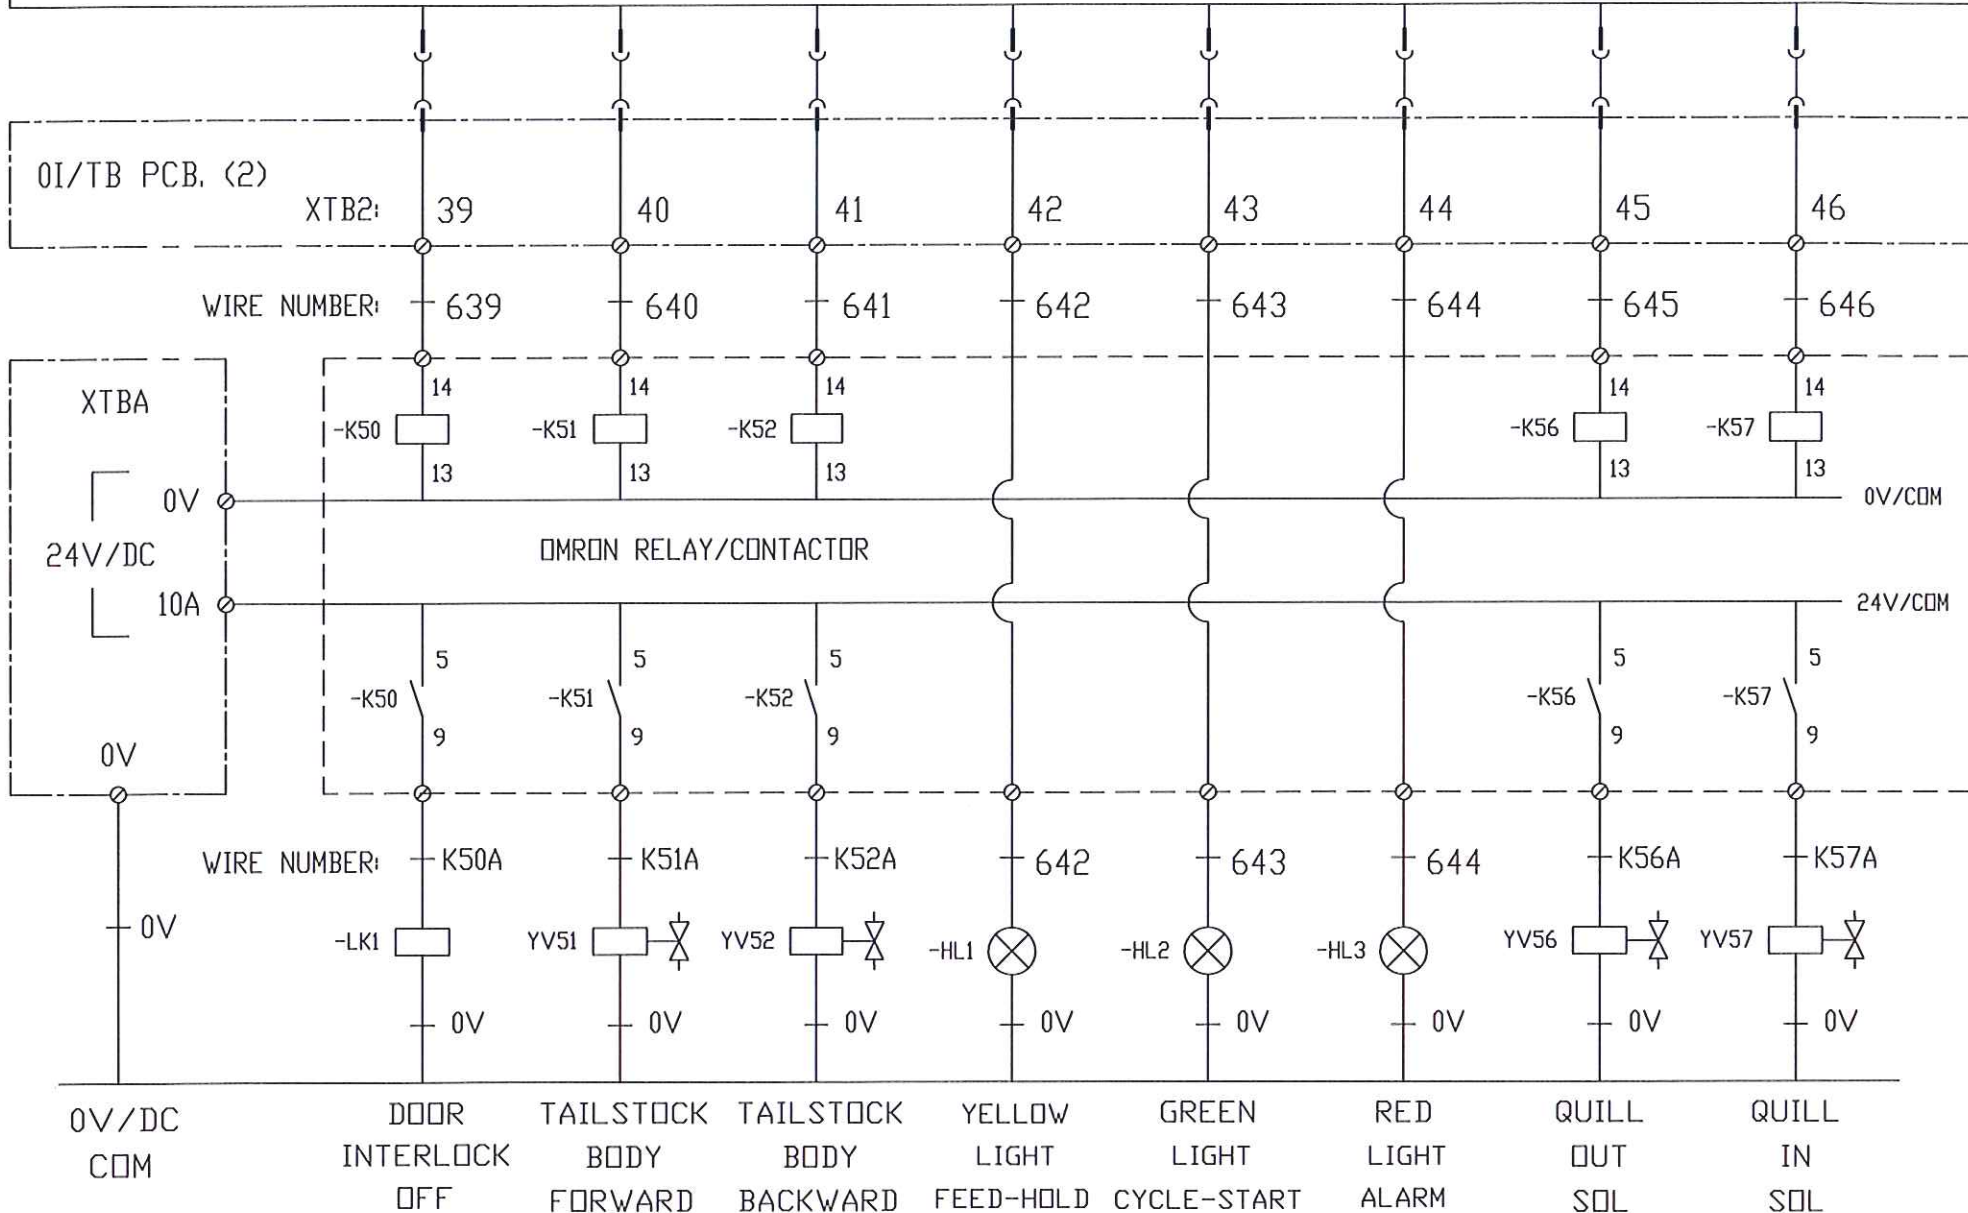 0I/TB PCB. (2)
XTB2: 39 40 41 42 43 44 45 46
WIRE NUMBER: 639 640 641 642 643 644 645 646
XTBA
14 14 14 14 14
-K50 -K51 -K52 -K56 -K57
13 13 13 13 13
0V 0V/COM
24V/DC OMRON RELAY/CONTACTOR
10A 24V/COM
5 5 5 5 5
-K50 -K51 -K52 -K56 -K57
9 9 9 9 9
0V
WIRE NUMBER: K50A K51A K52A 642 643 644 K56A K57A
0V
-LK1 YV51 YV52 -HL1 -HL2 -HL3 YV56 YV57
0V 0V 0V 0V 0V 0V 0V 0V
0V/DC DOOR TAILSTOCK TAILSTOCK YELLOW GREEN RED QUILL QUILL
COM INTERLOCK BODY BODY LIGHT LIGHT LIGHT OUT IN
OFF FORWARD BACKWARD FEED-HOLD CYCLE-START ALARM SOL SOL